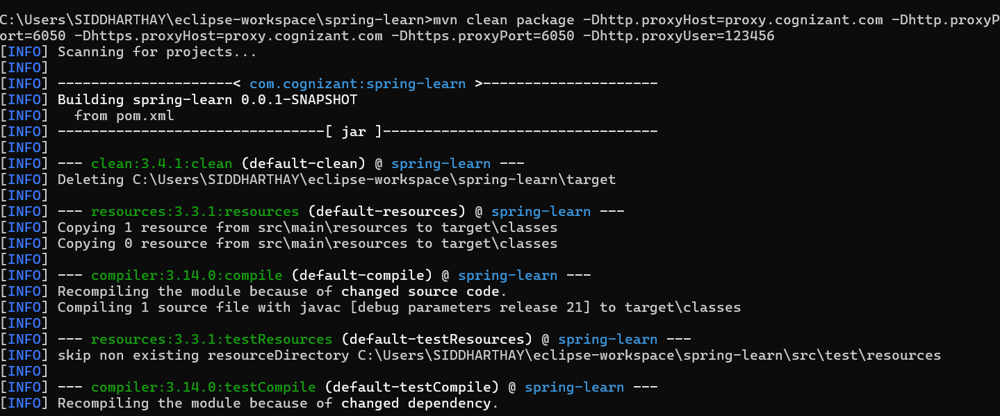 C:\Users\SIDDHARTHAY\eclipse-workspace\spring-learn>mvn clean package -Dhttp.proxyHost=proxy.cognizant.com -Dhttp.proxyP
ort=6050 -Dhttps.proxyHost=proxy.cognizant.com -Dhttps.proxyPort=6050 -Dhttp.proxyUser=123456
[INFO] Scanning for projects...
[INFO]
[INFO] ---------------------< com.cognizant:spring-learn >---------------------
[INFO] Building spring-learn 0.0.1-SNAPSHOT
[INFO]   from pom.xml
[INFO] --------------------------------[ jar ]---------------------------------
[INFO]
[INFO] --- clean:3.4.1:clean (default-clean) @ spring-learn ---
[INFO] Deleting C:\Users\SIDDHARTHAY\eclipse-workspace\spring-learn\target
[INFO]
[INFO] --- resources:3.3.1:resources (default-resources) @ spring-learn ---
[INFO] Copying 1 resource from src\main\resources to target\classes
[INFO] Copying 0 resource from src\main\resources to target\classes
[INFO]
[INFO] --- compiler:3.14.0:compile (default-compile) @ spring-learn ---
[INFO] Recompiling the module because of changed source code.
[INFO] Compiling 1 source file with javac [debug parameters release 21] to target\classes
[INFO]
[INFO] --- resources:3.3.1:testResources (default-testResources) @ spring-learn ---
[INFO] skip non existing resourceDirectory C:\Users\SIDDHARTHAY\eclipse-workspace\spring-learn\src\test\resources
[INFO]
[INFO] --- compiler:3.14.0:testCompile (default-testCompile) @ spring-learn ---
[INFO] Recompiling the module because of changed dependency.